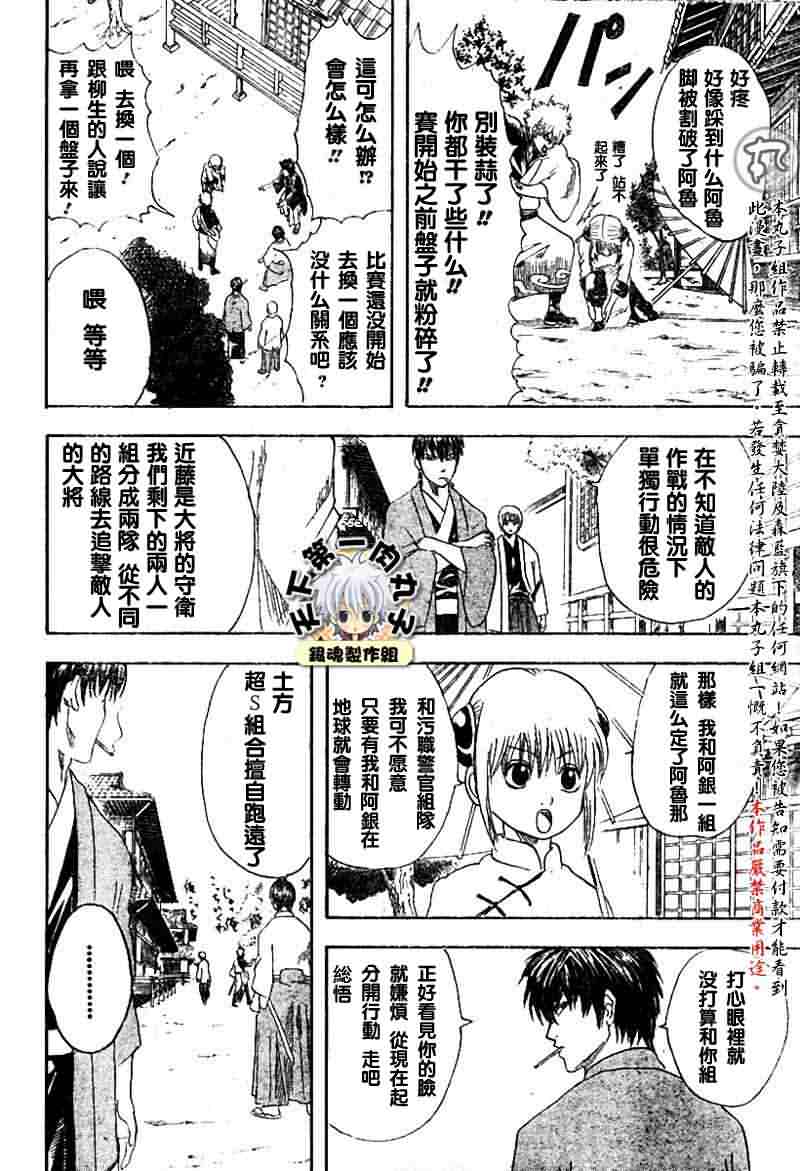 好疼
好像踩到什么阿魯
脚被割破了阿魯
糟了 站不
起來了
パン
別裝蒜了!!
你都干了些什么!!
賽開始之前盤子就粉碎了!!
這可怎么辦!?
會怎么樣!!
喂 去換一個!
跟柳生的人說讓
再拿一個盤子來!
比賽還没開始
去換一個應該
没什么關系吧?
喂 等等
在不知道敵人的
作戰的情況下
單獨行動很危險
近藤是大將的守衛
我們剩下的兩人一
組分成兩隊 從不同
的路線去追擊敵人
的大將
天下第一肉丸子
銀魂製作組
那樣 我和阿銀一組
就這么定了阿魯那
和污職警官組隊
我可不愿意
只要有我和阿銀在
地球就會轉動
土方
超S組合擅自跑遠了
………
打心眼裡就
没打算和你組
正好看見你的臉
就嫌煩 從現在起
分開行動 走吧
総悟
丸
本丸子組作品禁止轉載至貪婪大陸及森藍旗下的任何網站!如果您被告知需要付款才能看到
此漫畫,那麼您被騙了。若發生任何法律問題本丸子組一慨不負責!本作品嚴禁商業用途。